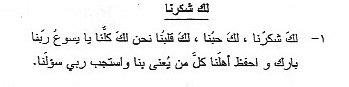 لك شكرنا
١- لكَ شكرُنا ، لكَ حبُنا ، لكَ قلبُنا نحن لكَ كلَّنا يا يسوعُ ربّنا
بارك و احفظ أهلَنا كلَّ من يُعنى بنا واستجب ربي سؤلَنا.